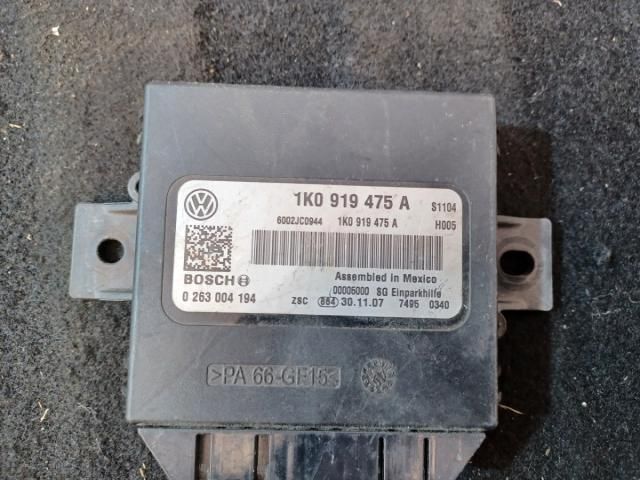 1K0 919 475 A S1104
6002JC0944 1K0 919 475 A H005
BOSCH
Assembled in Mexico
00005000 SG Einparkhilfe
0 263 004 194 ZSC 864 30.11.07 7495 0340
>PA 66-GF15<